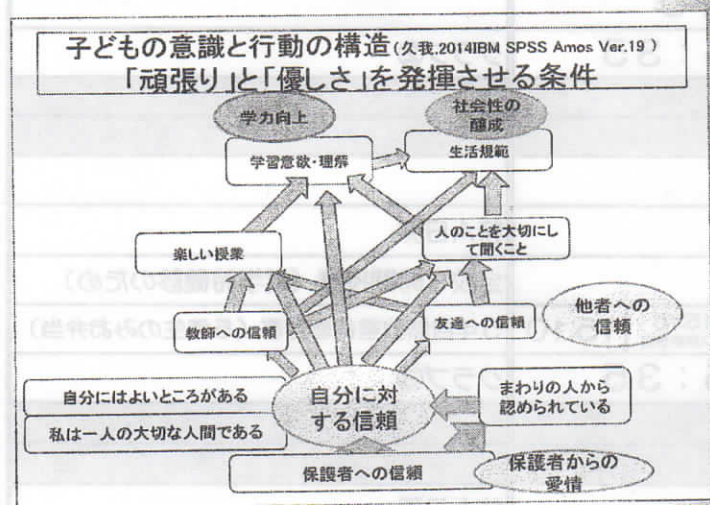 子どもの意識と行動の構造(久我.2014IBM SPSS Amos Ver.19 )
「頑張り」と「優しさ」を発揮させる条件
学力向上
社会性の
醸成
学習意欲・理解
生活規範
楽しい授業
人のことを大切にし
て聞くこと
教師への信頼
友達への信頼
他者への
信頼
自分にはよいところがある
私は一人の大切な人間である
自分に対
する信頼
まわりの人から
認められている
保護者への信頼
保護者からの
愛情